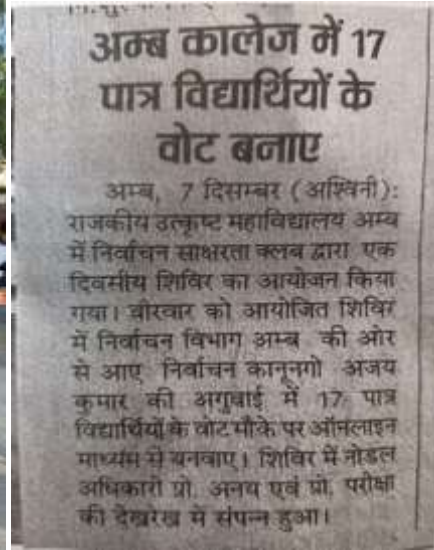 अम्ब कालेज में 17
पात्र विद्यार्थियों के
वोट बनाए
अम्ब, 7 दिसम्बर (अश्विनी):
राजकीय उत्कृष्ट महाविद्यालय अम्ब
में निर्वाचन साक्षरता क्लब द्वारा एक
दिवसीय शिविर का आयोजन किया
गया। वीरवार को आयोजित शिविर
में निर्वाचन विभाग अम्ब की ओर
से आए निर्वाचन कानूनगो अजय
कुमार की अगुवाई में 17 पात्र
विद्यार्थियों के वोट मौके पर ऑनलाइन
माध्यम से बनवाए। शिविर में नोडल
अधिकारी प्रो. अनय एवं प्रो. परीक्षा
की देखरेख मे संपन्न हुआ।